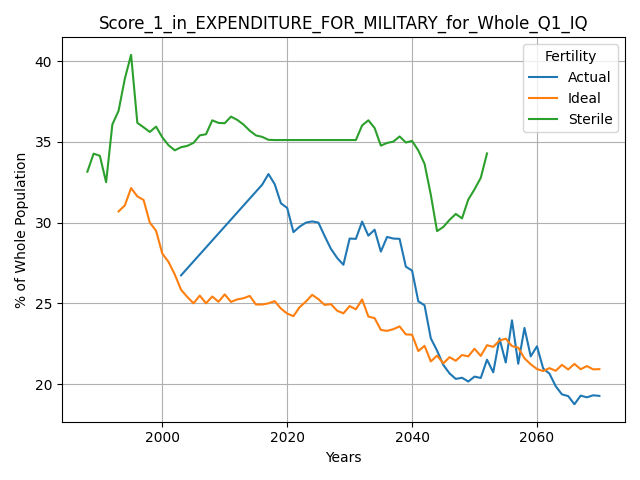 Score_1_in_EXPENDITURE_FOR_MILITARY_for_Whole_Q1_IQ
Fertility
Actual
Ideal
Sterile
% of Whole Population
40
35
30
25
20
2000
2020
2040
2060
Years